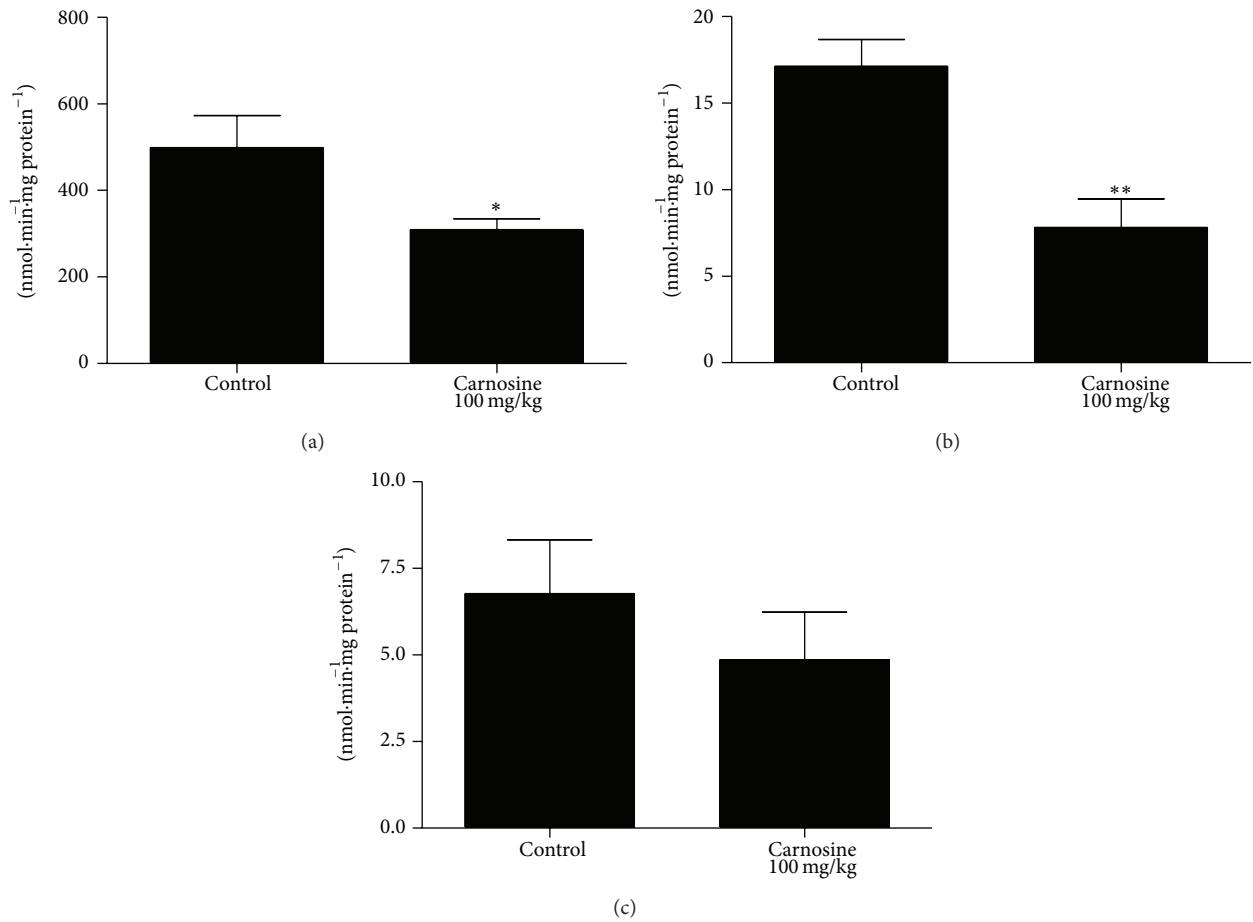 800
600
400
200
0
(nmol·min⁻¹·mg protein⁻¹)
*
Control
Carnosine
100 mg/kg
(a)
20
15
10
5
0
(nmol·min⁻¹·mg protein⁻¹)
**
Control
Carnosine
100 mg/kg
(b)
10.0
7.5
5.0
2.5
0.0
(nmol·min⁻¹·mg protein⁻¹)
Control
Carnosine
100 mg/kg
(c)